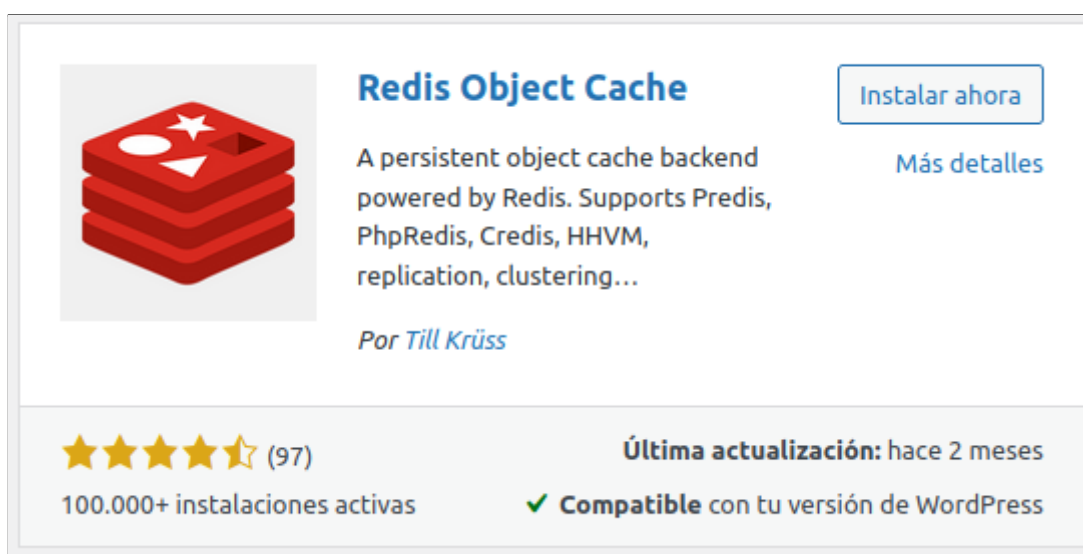 Redis Object Cache
Instalar ahora
Más detalles
A persistent object cache backend
powered by Redis. Supports Predis,
PhpRedis, Credis, HHVM,
replication, clustering…
Por Till Krüss
(97)
100.000+ instalaciones activas
Última actualización: hace 2 meses
Compatible con tu versión de WordPress